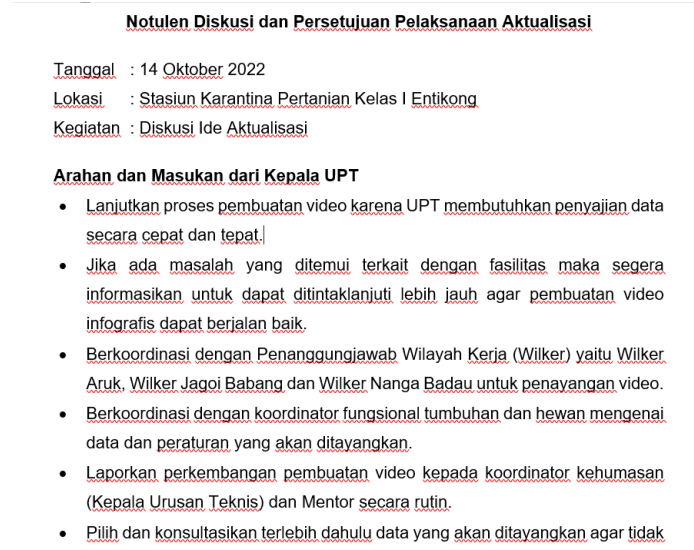 Notulen Diskusi dan Persetujuan Pelaksanaan Aktualisasi
Tanggal : 14 Oktober 2022
Lokasi : Stasiun Karantina Pertanian Kelas I Entikong
Kegiatan : Diskusi Ide Aktualisasi
Arahan dan Masukan dari Kepala UPT
• Lanjutkan proses pembuatan video karena UPT membutuhkan penyajian data
secara cepat dan tepat.
• Jika ada masalah yang ditemui terkait dengan fasilitas maka segera
informasikan untuk dapat ditintaklanjuti lebih jauh agar pembuatan video
infografis dapat berjalan baik.
• Berkoordinasi dengan Penanggungjawab Wilayah Kerja (Wilker) yaitu Wilker
Aruk, Wilker Jagoi Babang dan Wilker Nanga Badau untuk penayangan video.
• Berkoordinasi dengan koordinator fungsional tumbuhan dan hewan mengenai
data dan peraturan yang akan ditayangkan.
• Laporkan perkembangan pembuatan video kepada koordinator kehumasan
(Kepala Urusan Teknis) dan Mentor secara rutin.
• Pilih dan konsultasikan terlebih dahulu data yang akan ditayangkan agar tidak